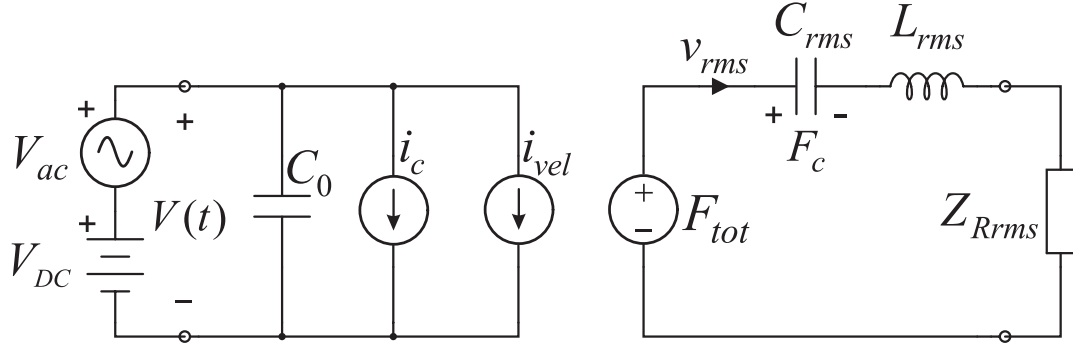 V_ac
V_DC
V(t)
C_0
i_c
i_vel
F_tot
v_rms
C_rms
F_c
L_rms
Z_Rrms